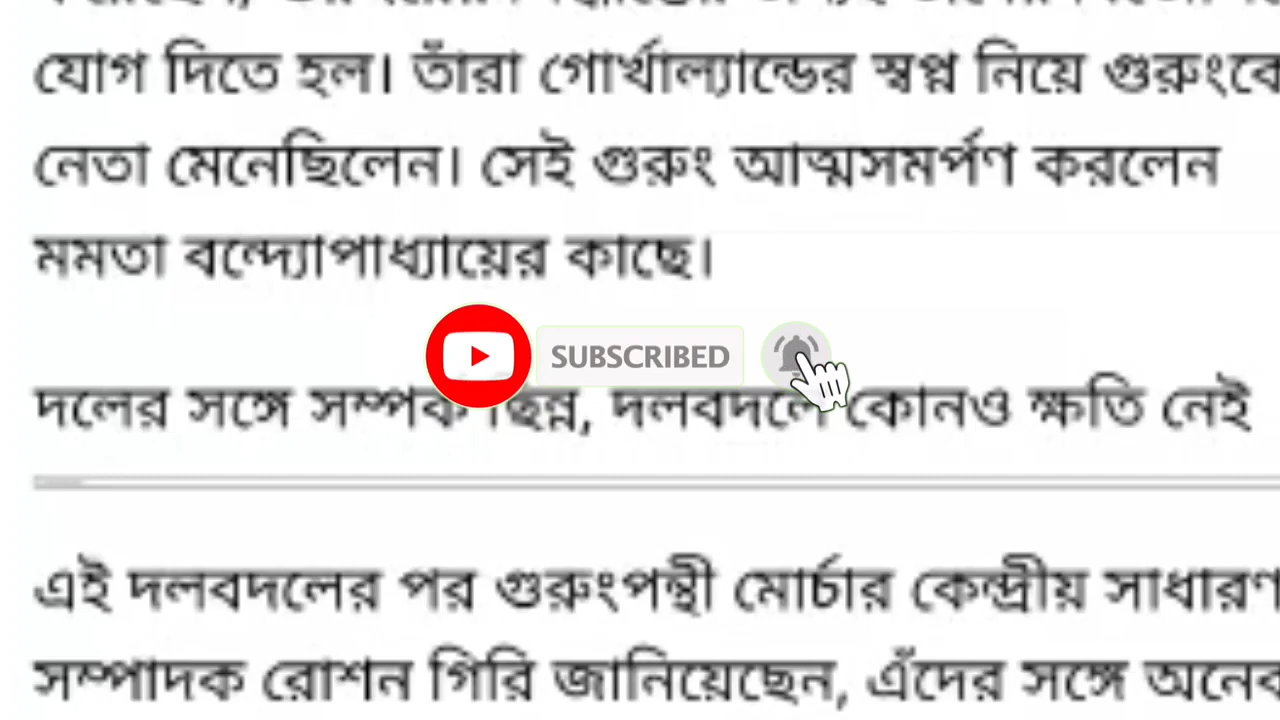 যোগ দিতে হল। তাঁরা গোর্খাল্যান্ডের স্বপ্ন নিয়ে গুরুংকে
নেতা মেনেছিলেন। সেই গুরুং আত্মসমর্পণ করলেন
মমতা বন্দ্যোপাধ্যায়ের কাছে।
SUBSCRIBED
দলের সঙ্গে সম্পর্ক ছিন্ন, দলবদলে কোনও ক্ষতি নেই
এই দলবদলের পর গুরুংপন্থী মোর্চার কেন্দ্রীয় সাধারণ
সম্পাদক রোশন গিরি জানিয়েছেন, এঁদের সঙ্গে